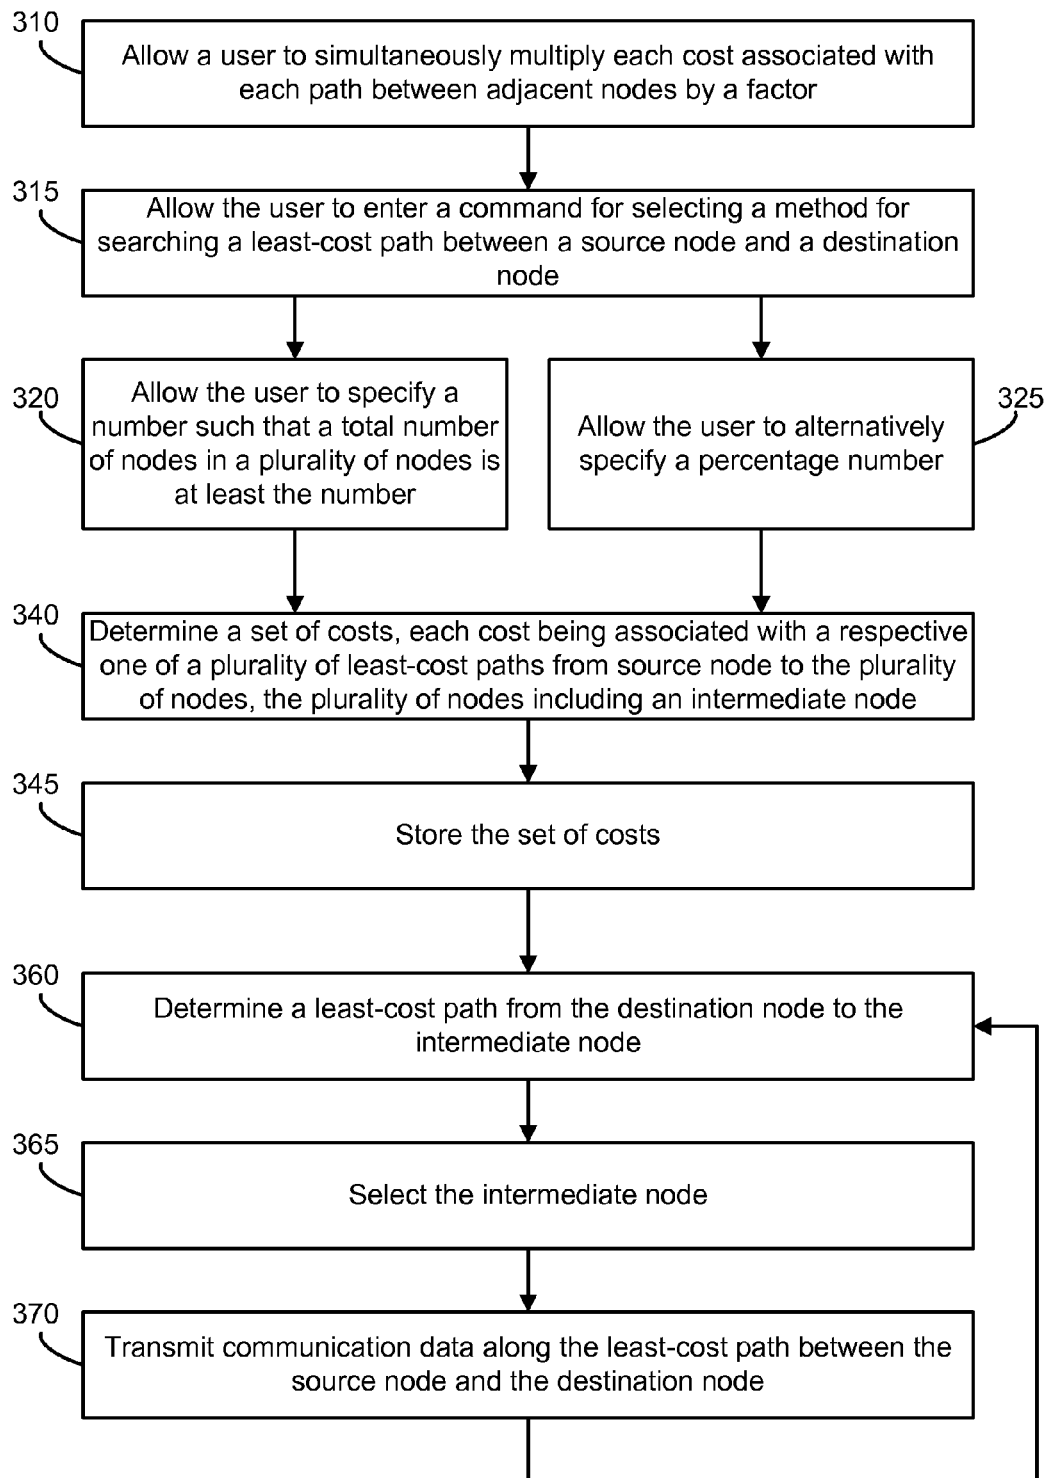 310
Allow a user to simultaneously multiply each cost associated with
each path between adjacent nodes by a factor
315
Allow the user to enter a command for selecting a method for
searching a least-cost path between a source node and a destination
node
320
Allow the user to specify a
number such that a total number
of nodes in a plurality of nodes is
at least the number
325
Allow the user to alternatively
specify a percentage number
340
Determine a set of costs, each cost being associated with a respective
one of a plurality of least-cost paths from source node to the plurality
of nodes, the plurality of nodes including an intermediate node
345
Store the set of costs
360
Determine a least-cost path from the destination node to the
intermediate node
365
Select the intermediate node
370
Transmit communication data along the least-cost path between the
source node and the destination node